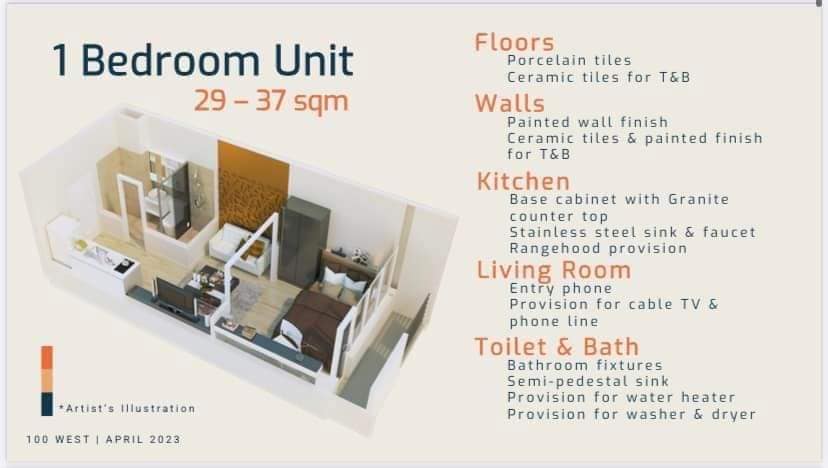 1 Bedroom Unit
29 – 37 sqm
Floors
Porcelain tiles
Ceramic tiles for T&B
Walls
Painted wall finish
Ceramic tiles & painted finish
for T&B
Kitchen
Base cabinet with Granite
counter top
Stainless steel sink & faucet
Rangehood provision
Living Room
Entry phone
Provision for cable TV &
phone line
Toilet & Bath
Bathroom fixtures
Semi-pedestal sink
Provision for water heater
Provision for washer & dryer
*Artist's Illustration
100 WEST | APRIL 2023